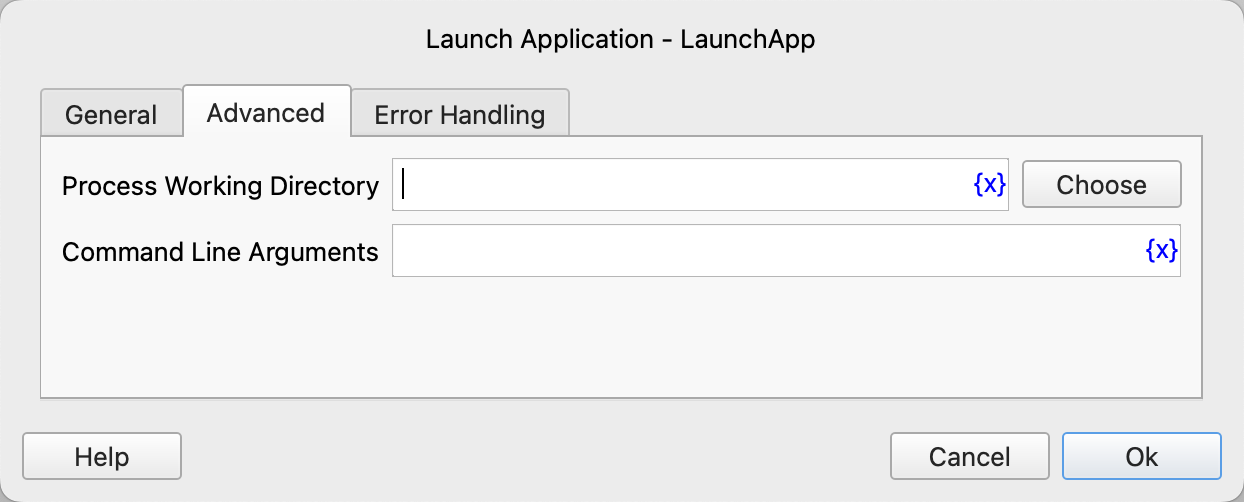 Launch Application - LaunchApp
General Advanced Error Handling
Process Working Directory {x} Choose
Command Line Arguments {x}
Help Cancel Ok